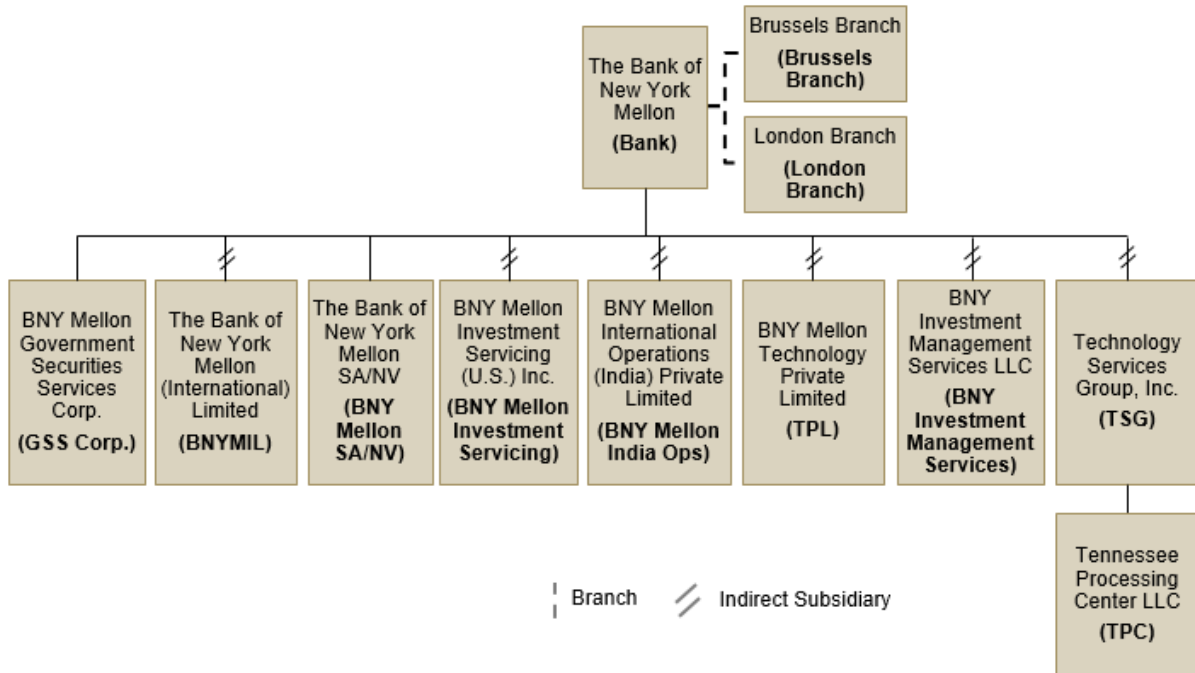 The Bank of
New York
Mellon
(Bank)
Brussels Branch
(Brussels
Branch)
London Branch
(London
Branch)
BNY Mellon
Government
Securities
Services
Corp.
(GSS Corp.)
The Bank of
New York
Mellon
(International)
Limited
(BNYMIL)
The Bank of
New York
Mellon
SA/NV
(BNY
Mellon
SA/NV)
BNY Mellon
Investment
Servicing
(U.S.) Inc.
(BNY Mellon
Investment
Servicing)
BNY Mellon
International
Operations
(India) Private
Limited
(BNY Mellon
India Ops)
BNY Mellon
Technology
Private
Limited
(TPL)
BNY
Investment
Management
Services LLC
(BNY
Investment
Management
Services)
Technology
Services
Group, Inc.
(TSG)
Tennessee
Processing
Center LLC
(TPC)
Branch
Indirect Subsidiary